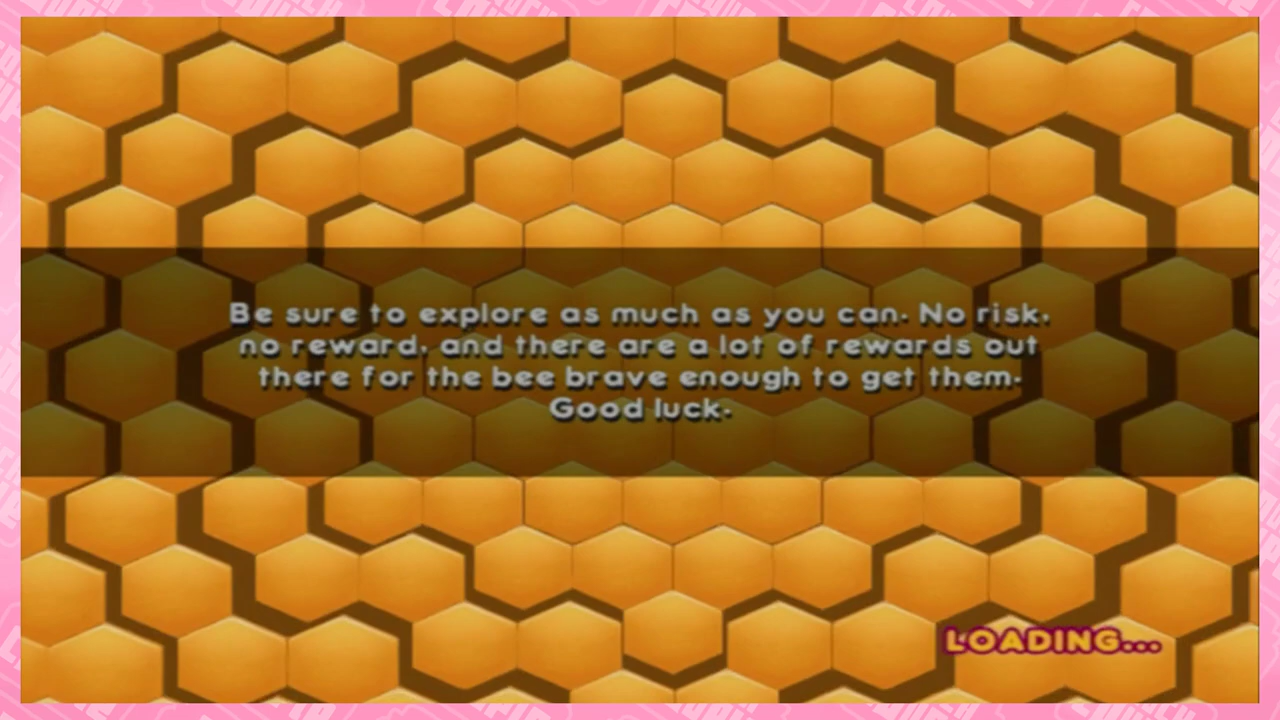 Be sure to explore as much as you can. No risk,
no reward, and there are a lot of rewards out
there for the bee brave enough to get them.
Good luck.
LOADING...